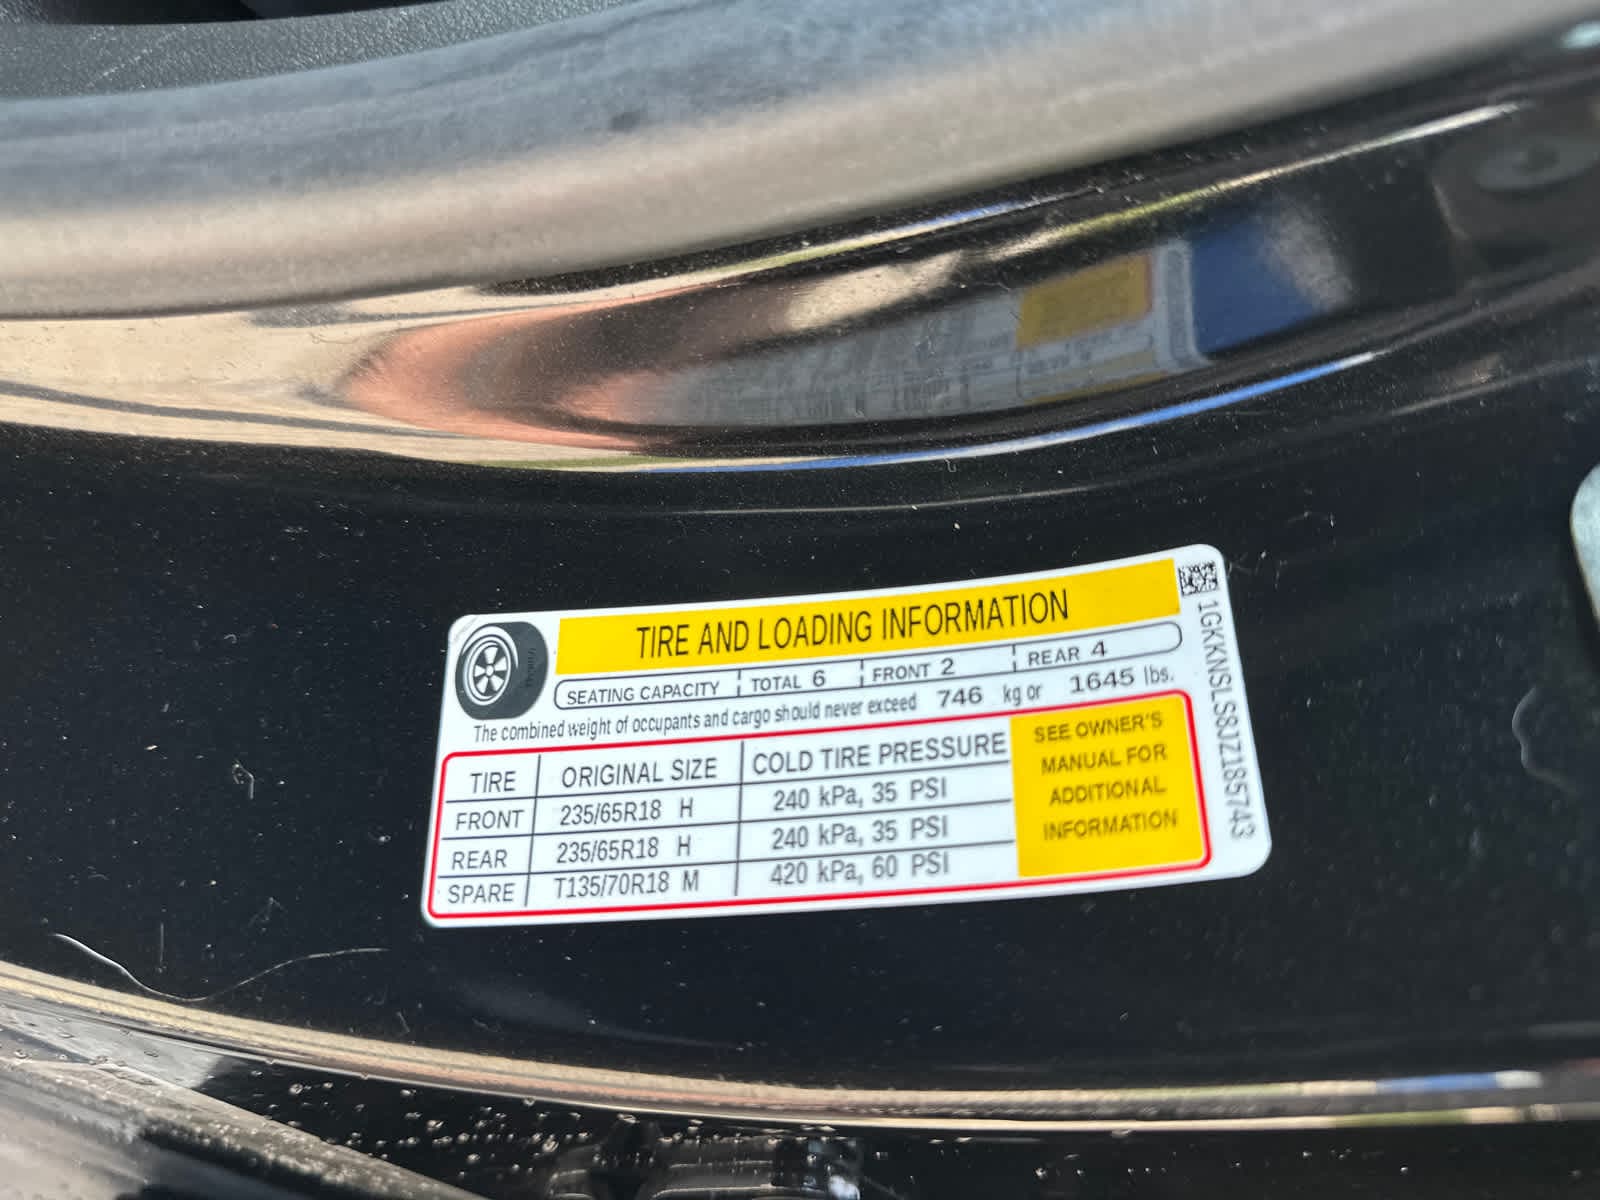 TIRE AND LOADING INFORMATION
SEATING CAPACITY TOTAL 6 FRONT 2 REAR 4
The combined weight of occupants and cargo should never exceed 746 kg or 1645 lbs.
TIRE ORIGINAL SIZE COLD TIRE PRESSURE
FRONT 235/65R18 H 240 kPa, 35 PSI
REAR 235/65R18 H 240 kPa, 35 PSI
SPARE T135/70R18 M 420 kPa, 60 PSI
SEE OWNER'S
MANUAL FOR
ADDITIONAL
INFORMATION
1GKKNSLS8JZ185743